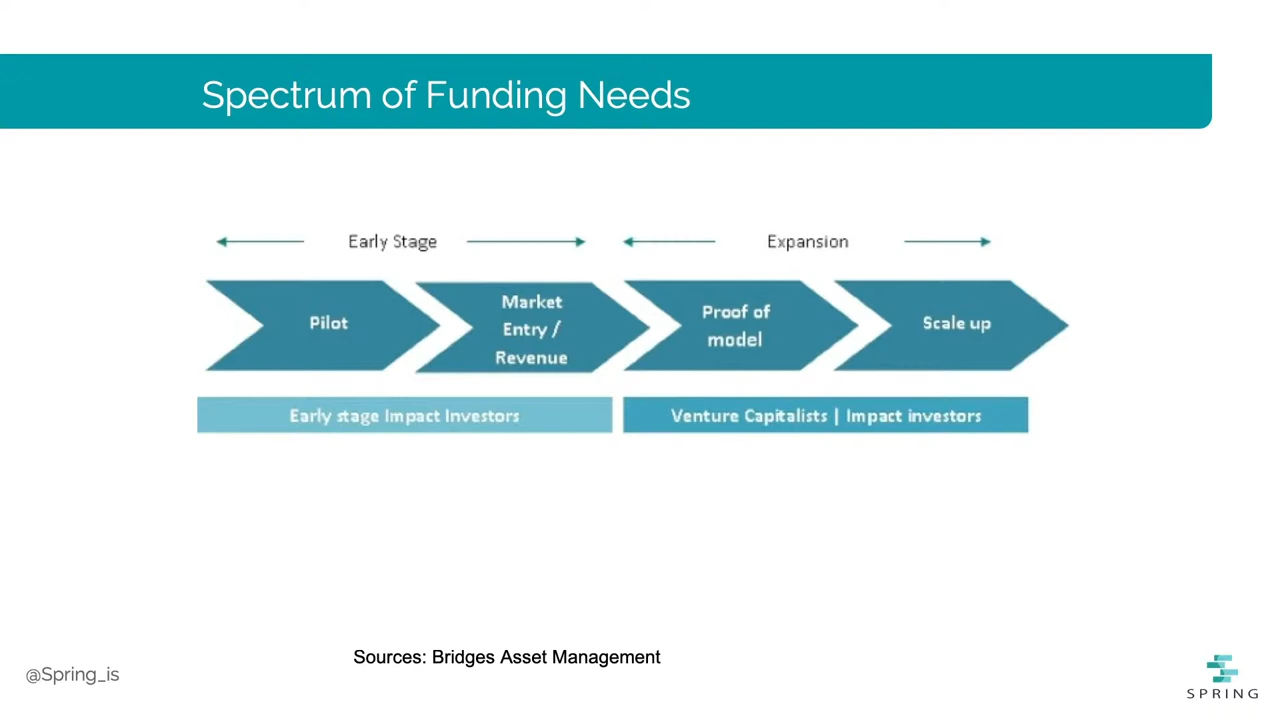 Spectrum of Funding Needs
Early Stage
Expansion
Pilot
Market
Entry /
Revenue
Proof of
model
Scale up
Early stage Impact Investors
Venture Capitalists | Impact investors
Sources: Bridges Asset Management
@Spring_is
SPRING